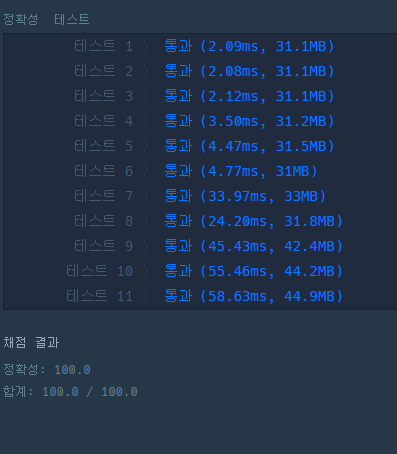 정확성 테스트
테스트 1 〉 통과 (2.09ms, 31.1MB)
테스트 2 〉 통과 (2.08ms, 31.1MB)
테스트 3 〉 통과 (2.12ms, 31.1MB)
테스트 4 〉 통과 (3.50ms, 31.2MB)
테스트 5 〉 통과 (4.47ms, 31.5MB)
테스트 6 〉 통과 (4.77ms, 31MB)
테스트 7 〉 통과 (33.97ms, 33MB)
테스트 8 〉 통과 (24.20ms, 31.8MB)
테스트 9 〉 통과 (45.43ms, 42.4MB)
테스트 10 〉 통과 (55.46ms, 44.2MB)
테스트 11 〉 통과 (58.63ms, 44.9MB)
채점 결과
정확성: 100.0
합계: 100.0 / 100.0